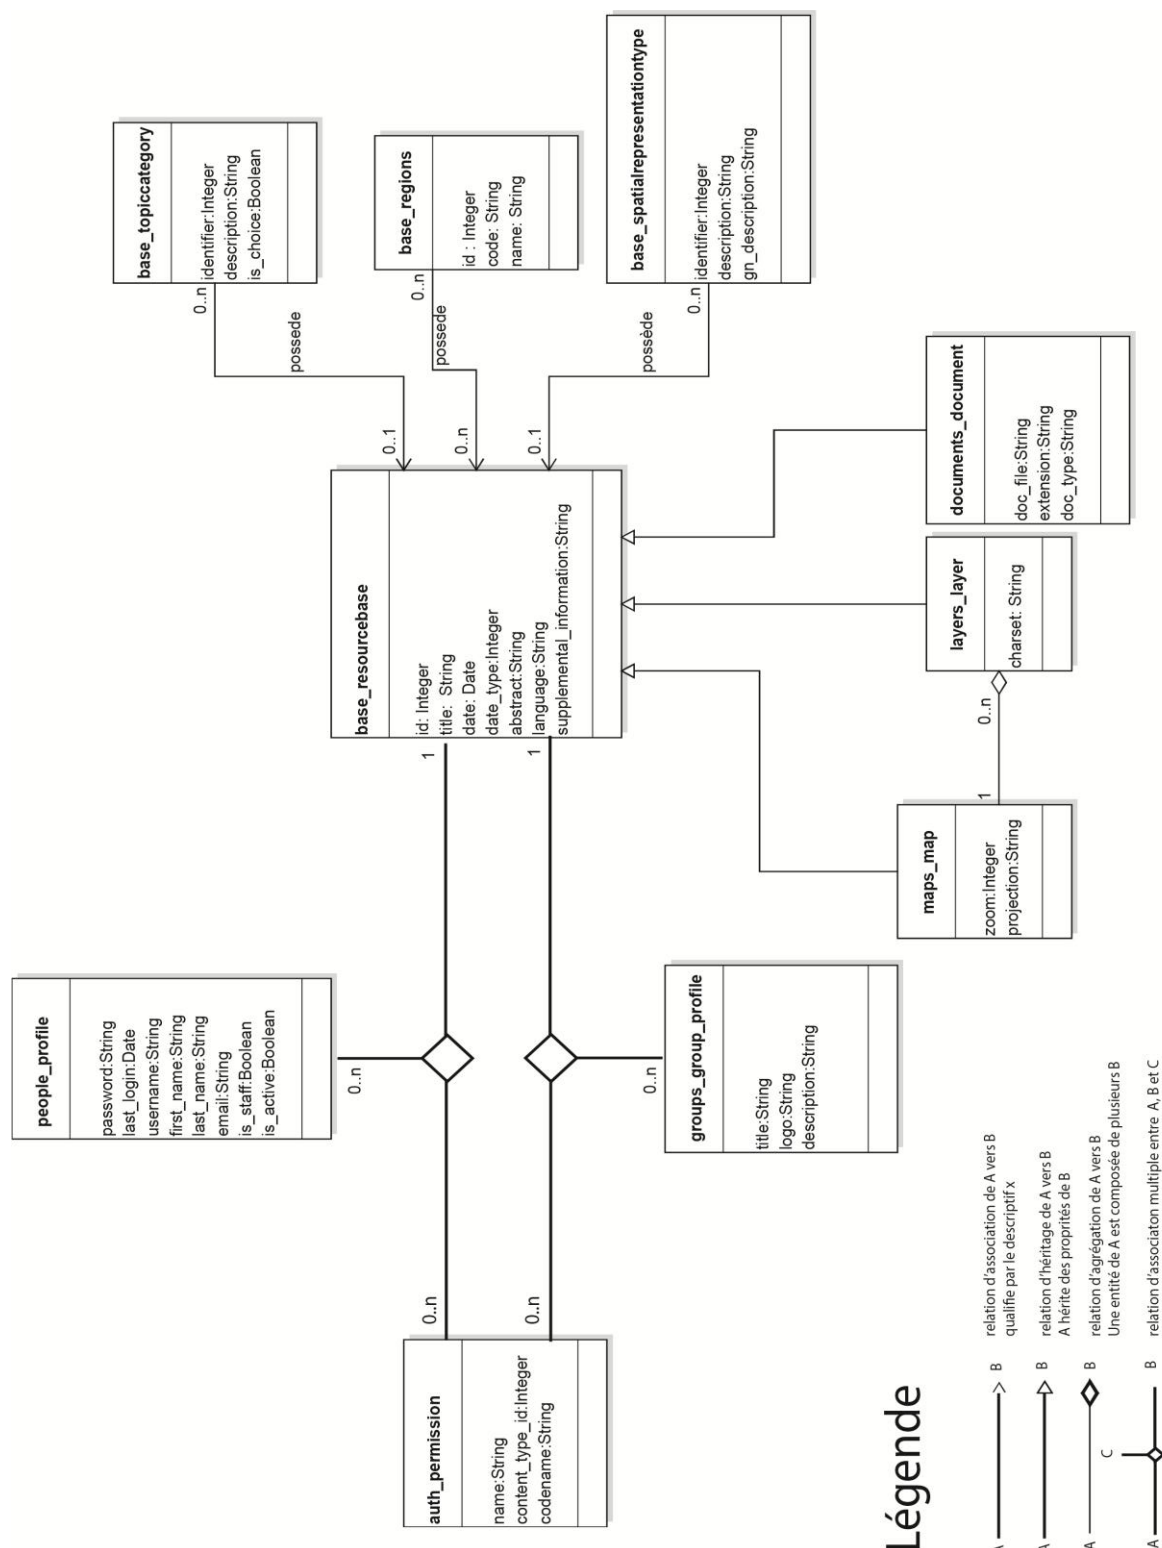 people_profile
password:String
last_login:Date
username:String
first_name:String
last_name:String
email:String
is_staff:Boolean
is_active:Boolean
0..n
base_topiccategory
identifier:Integer
description:String
is_choice:Boolean
0..n
possede
0..1
base_regions
id : Integer
code: String
name: String
0..n
possede
0..n
base_spatialrepresentationtype
identifier:Integer
description:String
gn_description:String
0..n
possède
0..1
base_resourcebase
id: Integer
title: String
date: Date
date_type:Integer
abstract:String
language:String
supplemental_information:String
1
1
auth_permission
name:String
content_type_id:Integer
codename:String
0..n
0..n
groups_group_profile
title:String
logo:String
description:String
0..n
maps_map
zoom:Integer
projection:String
1
0..n
layers_layer
charset: String
documents_document
doc_file:String
extension:String
doc_type:String
Légende
A
B
relation d'association de A vers B
qualifie par le descriptif x
A
B
relation d'héritage de A vers B
A hérite des proprités de B
A
B
relation d'agrégation de A vers B
Une entité de A est composée de plusieurs B
C
A
B
relation d'associaton multiple entre A, B et C